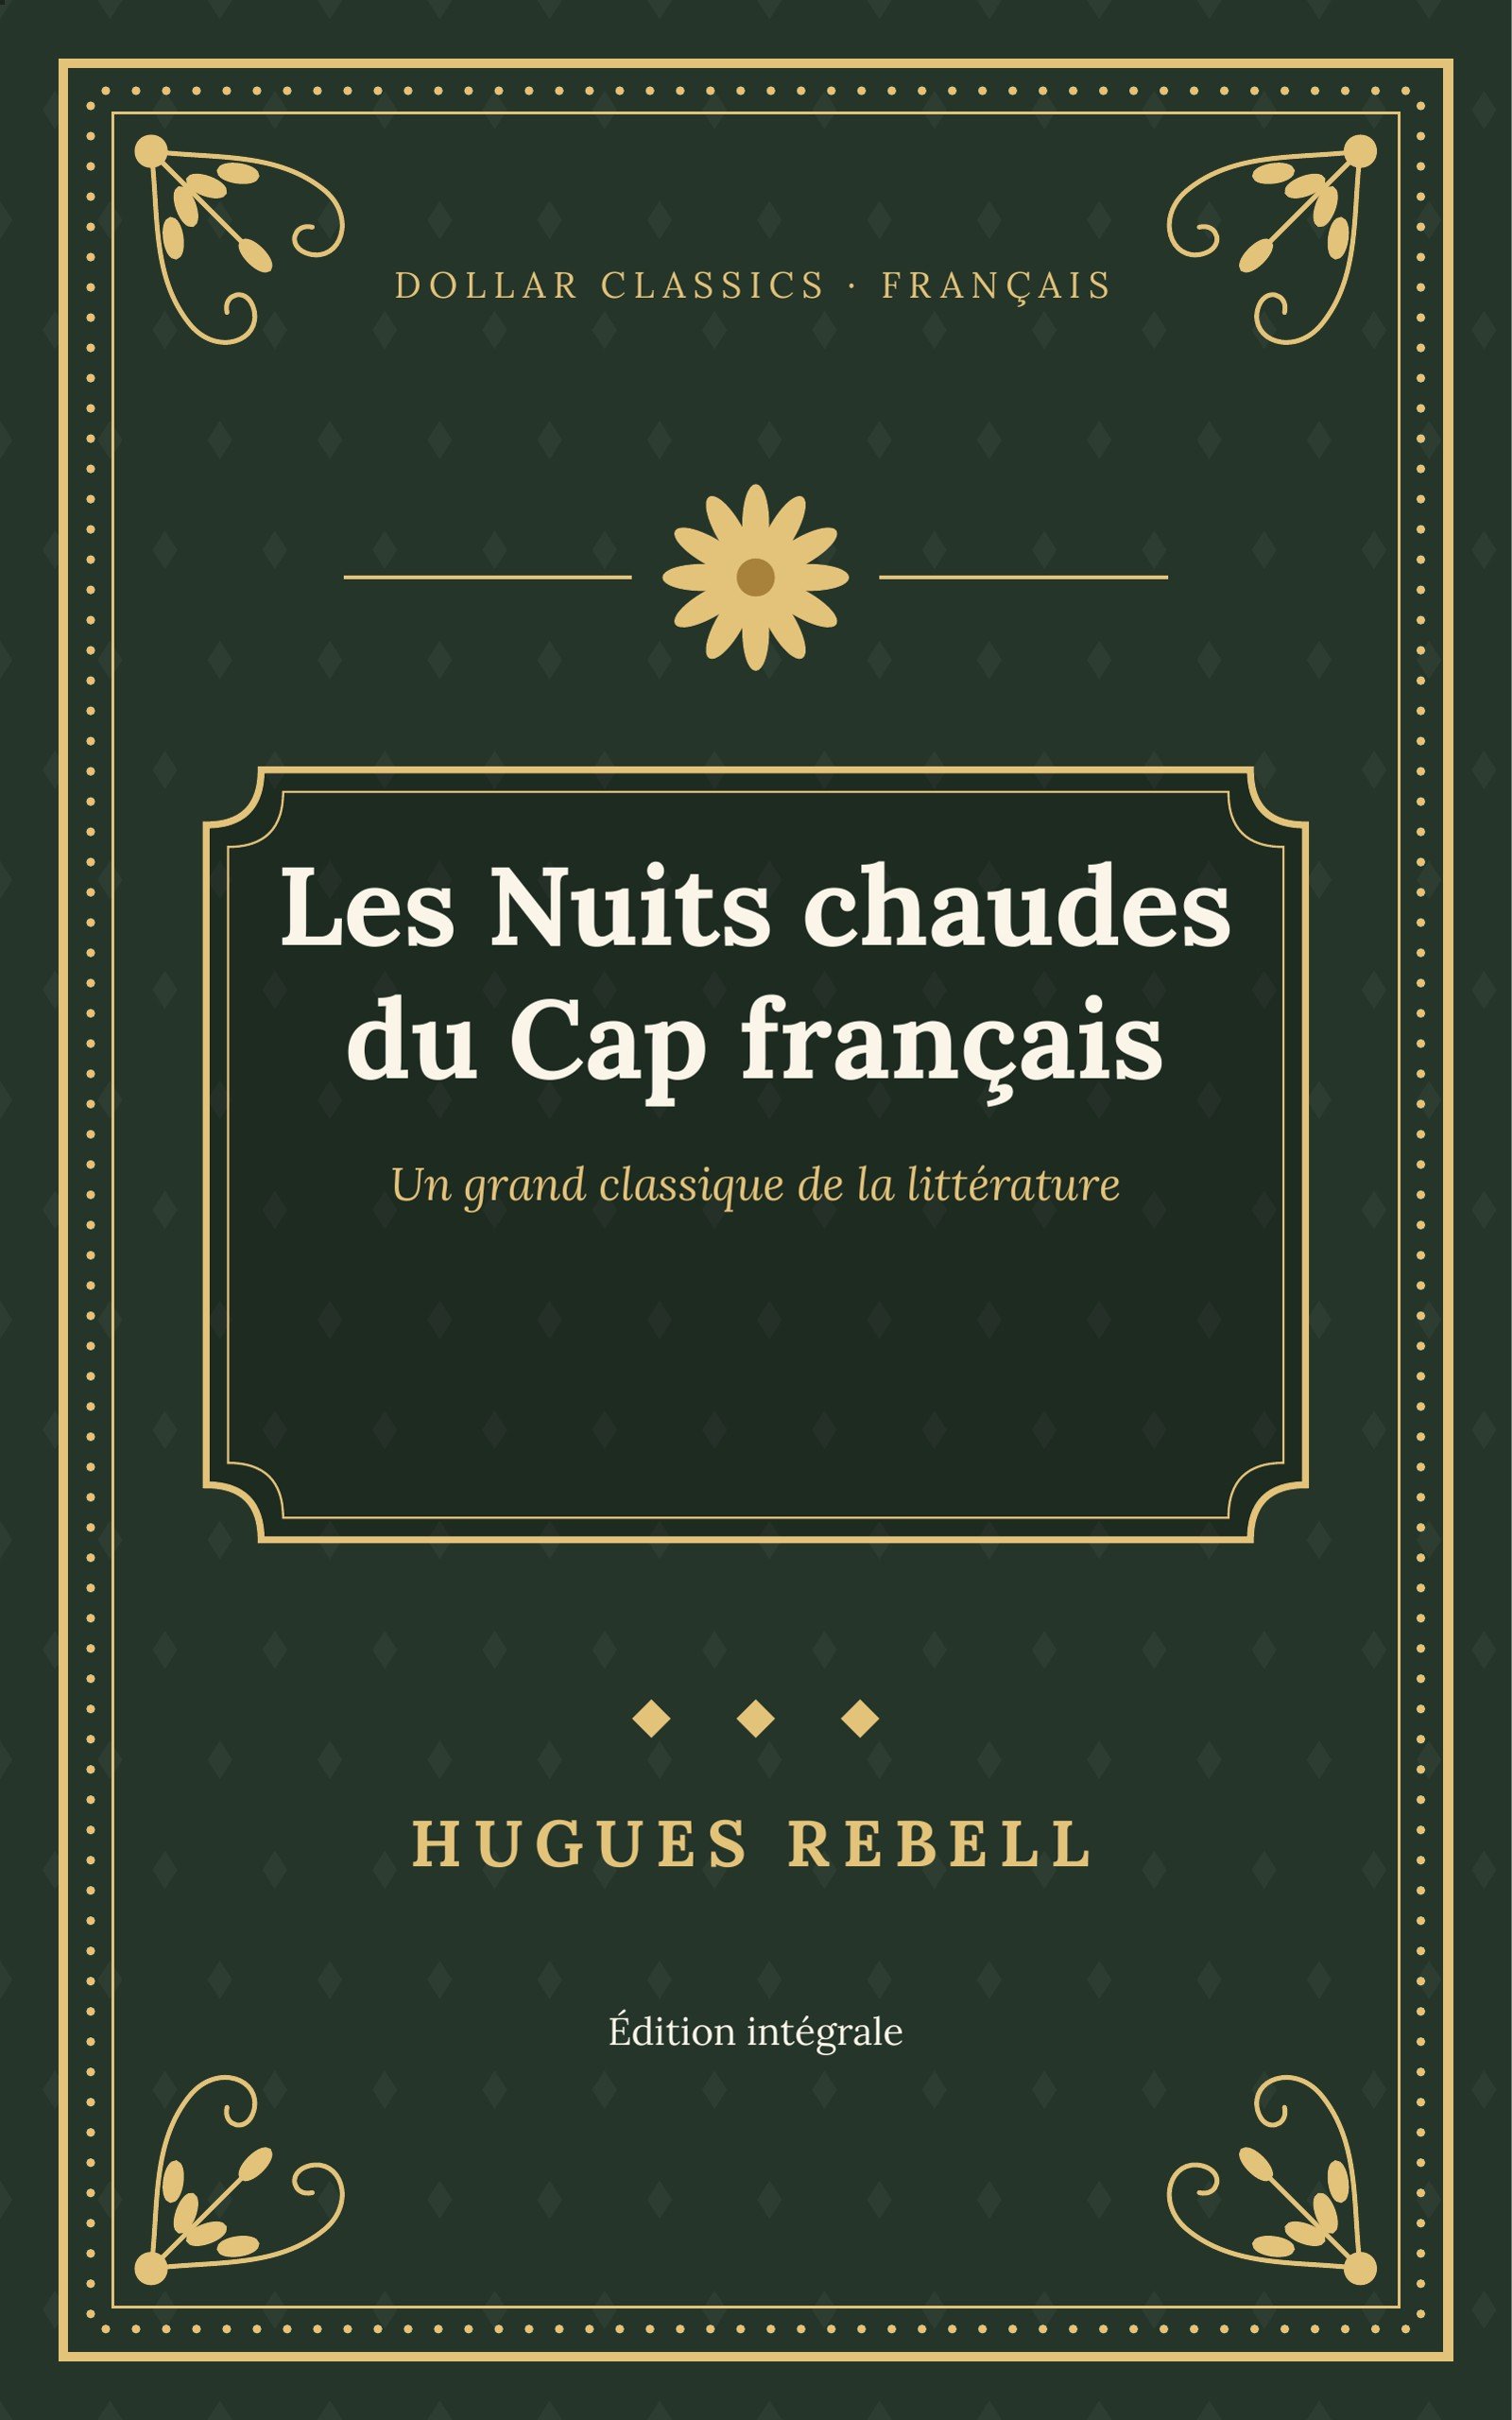 DOLLAR CLASSICS · FRANÇAIS
Les Nuits chaudes
du Cap français
Un grand classique de la littérature
HUGUES REBELL
Édition intégrale